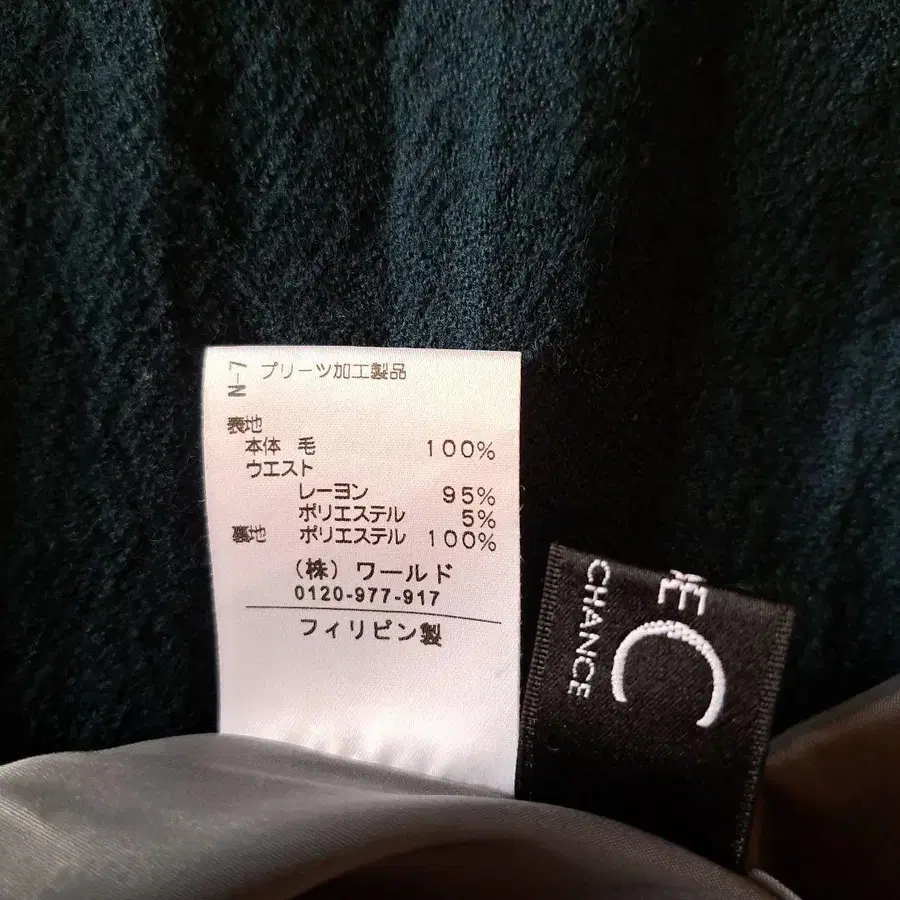 N-7
プリーツ加工製品
表地
本体 毛 100%
ウエスト
レーヨン 95%
ポリエステル 5%
裏地 ポリエステル 100%
(株) ワールド
0120-977-917
フィリピン製
C
CHANCE